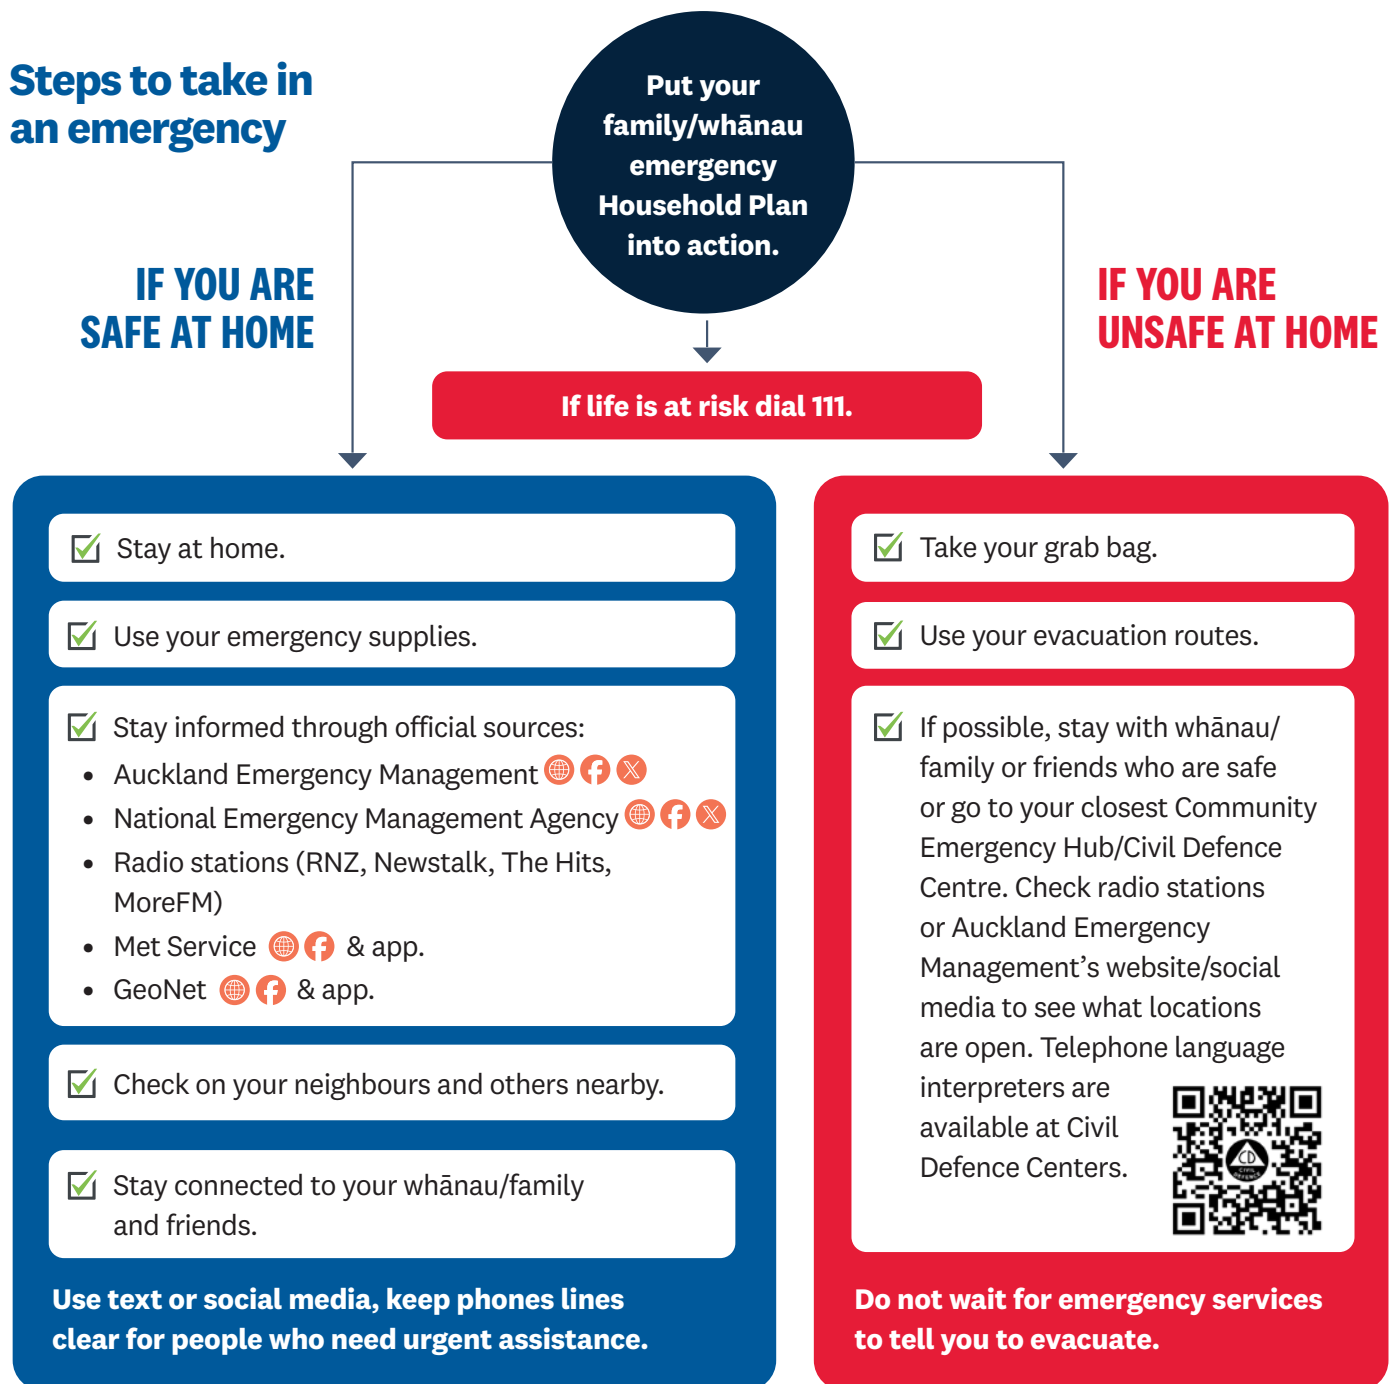 Steps to take in
an emergency
Put your
family/whānau
emergency
Household Plan
into action.
IF YOU ARE
SAFE AT HOME
IF YOU ARE
UNSAFE AT HOME
If life is at risk dial 111.
Stay at home.
Use your emergency supplies.
Stay informed through official sources:
• Auckland Emergency Management
• National Emergency Management Agency
• Radio stations (RNZ, Newstalk, The Hits,
MoreFM)
• Met Service & app.
• GeoNet & app.
Check on your neighbours and others nearby.
Stay connected to your whānau/family
and friends.
Use text or social media, keep phones lines
clear for people who need urgent assistance.
Take your grab bag.
Use your evacuation routes.
If possible, stay with whānau/
family or friends who are safe
or go to your closest Community
Emergency Hub/Civil Defence
Centre. Check radio stations
or Auckland Emergency
Management’s website/social
media to see what locations
are open. Telephone language
interpreters are
available at Civil
Defence Centers.
CD
CIVIL
DEFENCE
Do not wait for emergency services
to tell you to evacuate.